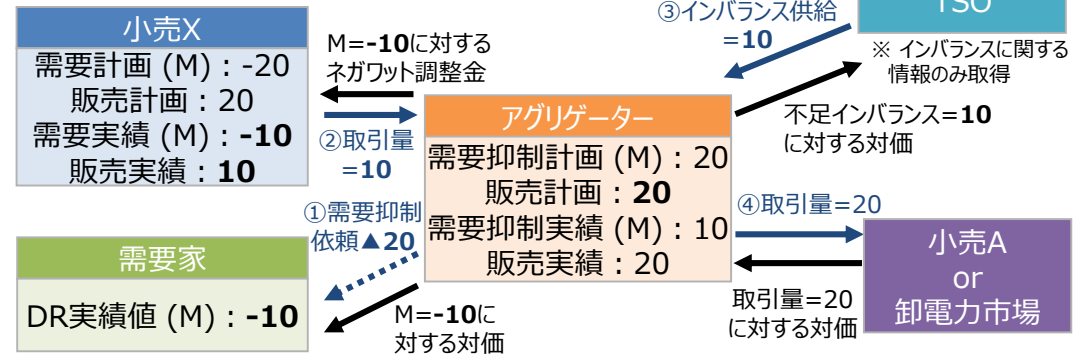 小売X
需要計画 (M) : -20
販売計画 : 20
需要実績 (M) : -10
販売実績 : 10
M=-10に対する
ネガワット調整金
②取引量
=10
③インバランス供給
=10
TSO
※ インバランスに関する
情報のみ取得
不足インバランス=10
に対する対価
アグリゲーター
需要抑制計画 (M) : 20
販売計画 : 20
需要抑制実績 (M) : 10
販売実績 : 20
①需要抑制
依頼▲20
④取引量=20
小売A
or
卸電力市場
取引量=20
に対する対価
需要家
DR実績値 (M) : -10
M=-10に
対する対価